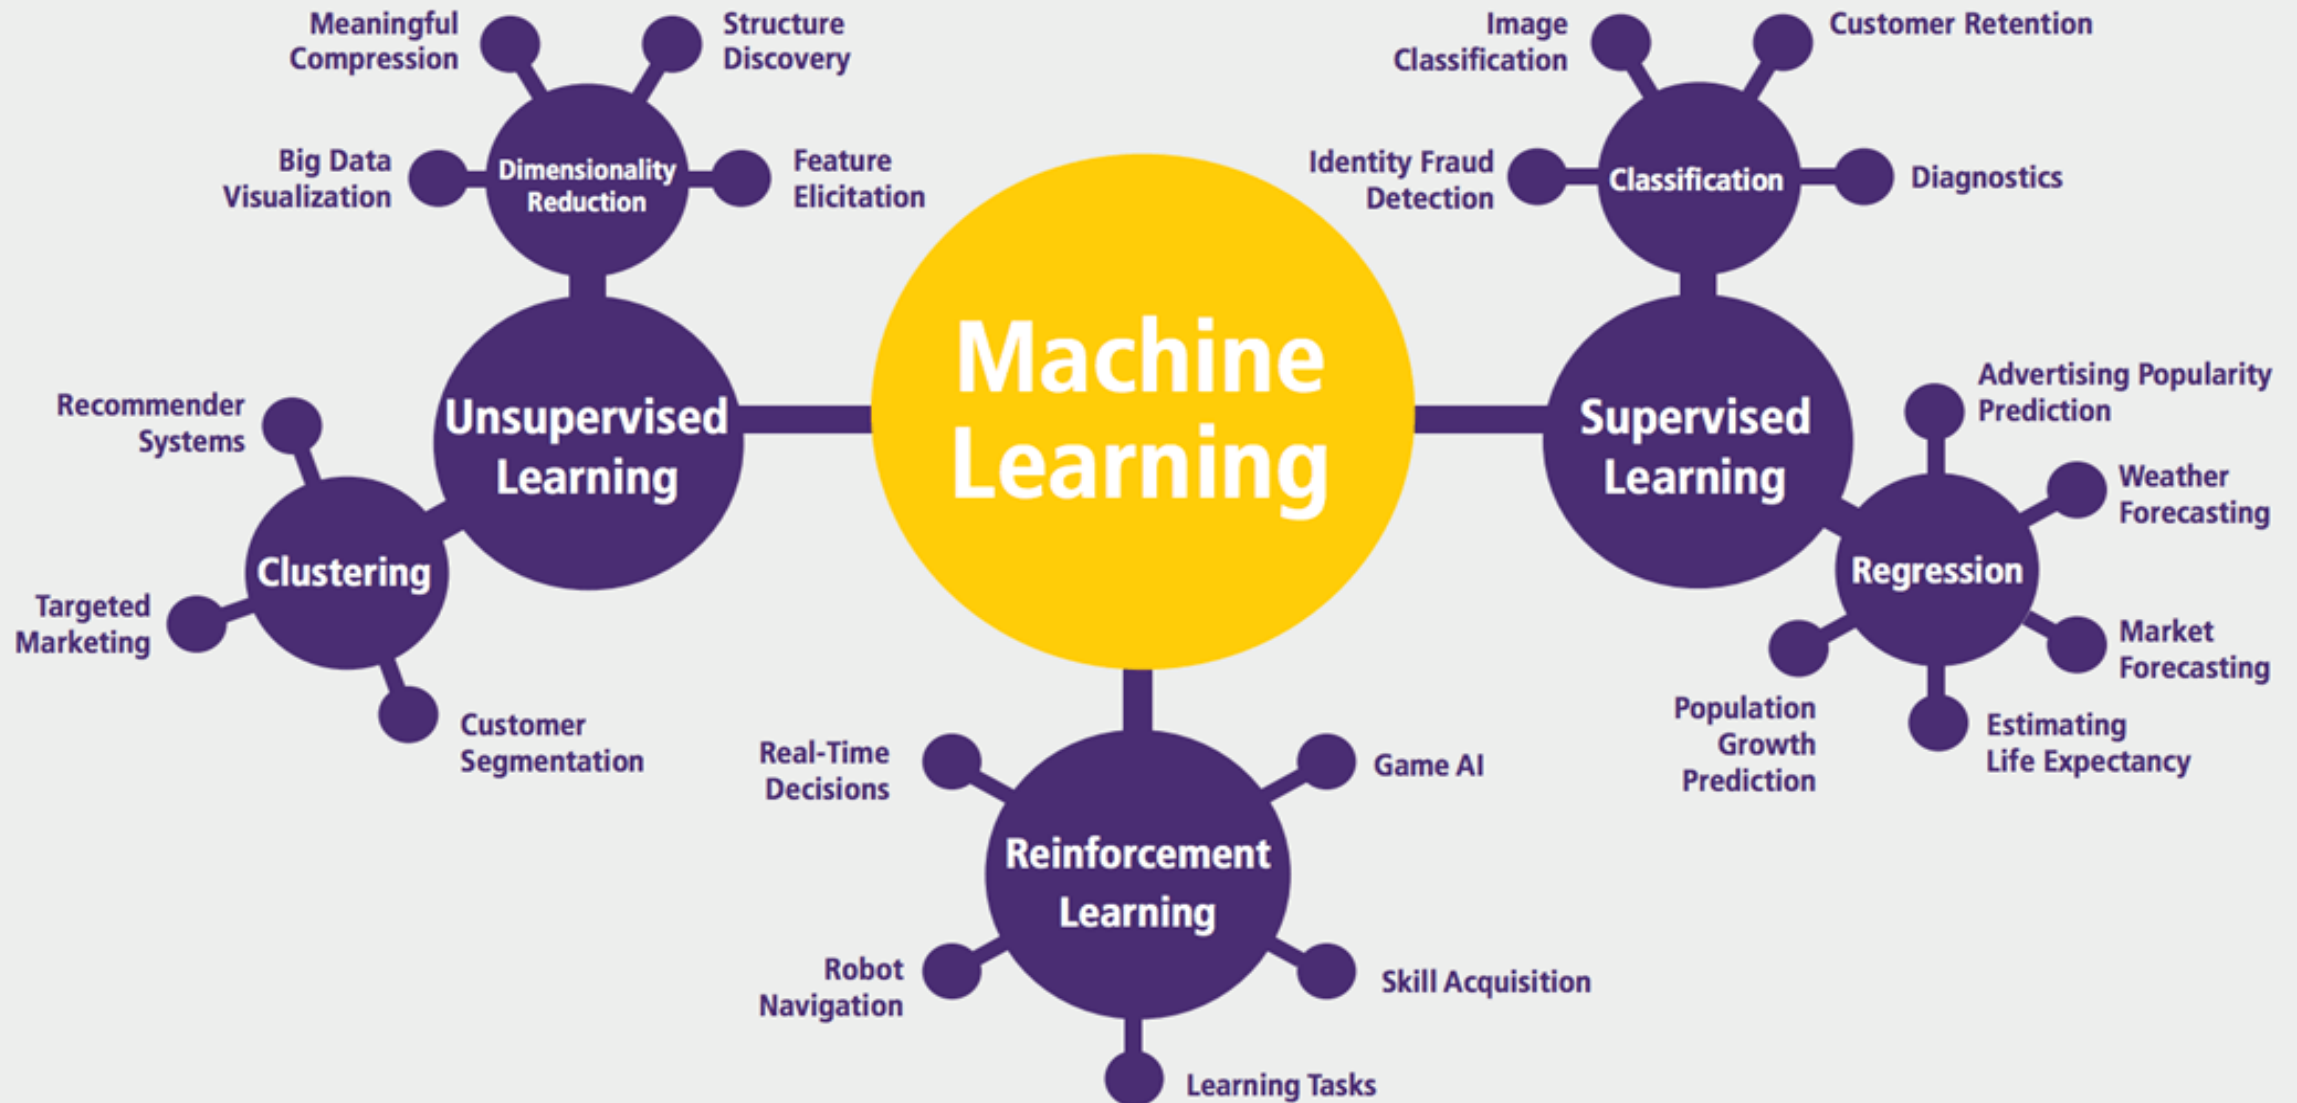 Meaningful
Compression
Structure
Discovery
Big Data
Visualization
Dimensionality
Reduction
Feature
Elicitation
Unsupervised
Learning
Recommender
Systems
Clustering
Targeted
Marketing
Customer
Segmentation
Machine
Learning
Image
Classification
Customer Retention
Identity Fraud
Detection
Classification
Diagnostics
Supervised
Learning
Advertising Popularity
Prediction
Weather
Forecasting
Regression
Market
Forecasting
Population
Growth
Prediction
Estimating
Life Expectancy
Real-Time
Decisions
Game AI
Reinforcement
Learning
Robot
Navigation
Skill Acquisition
Learning Tasks